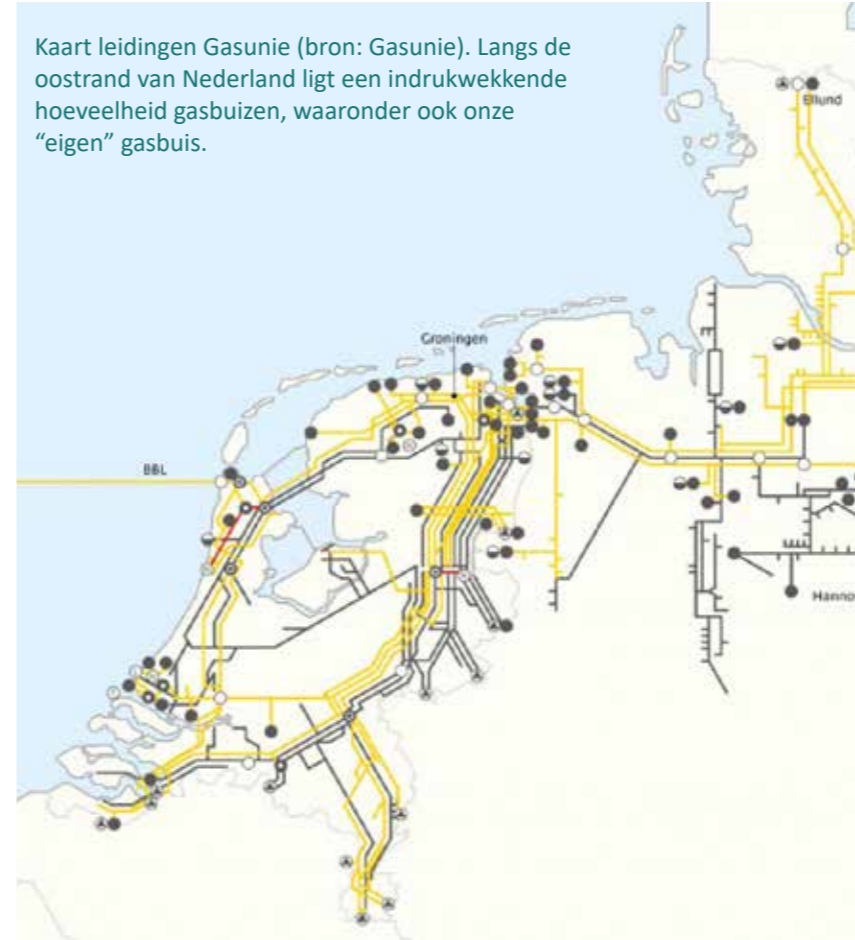 Kaart leidingen Gasunie (bron: Gasunie). Langs de
oostrand van Nederland ligt een indrukwekkende
hoeveelheid gasbuizen, waaronder ook onze
“eigen” gasbuis.
Ellund
Groningen
BBL
Hanno